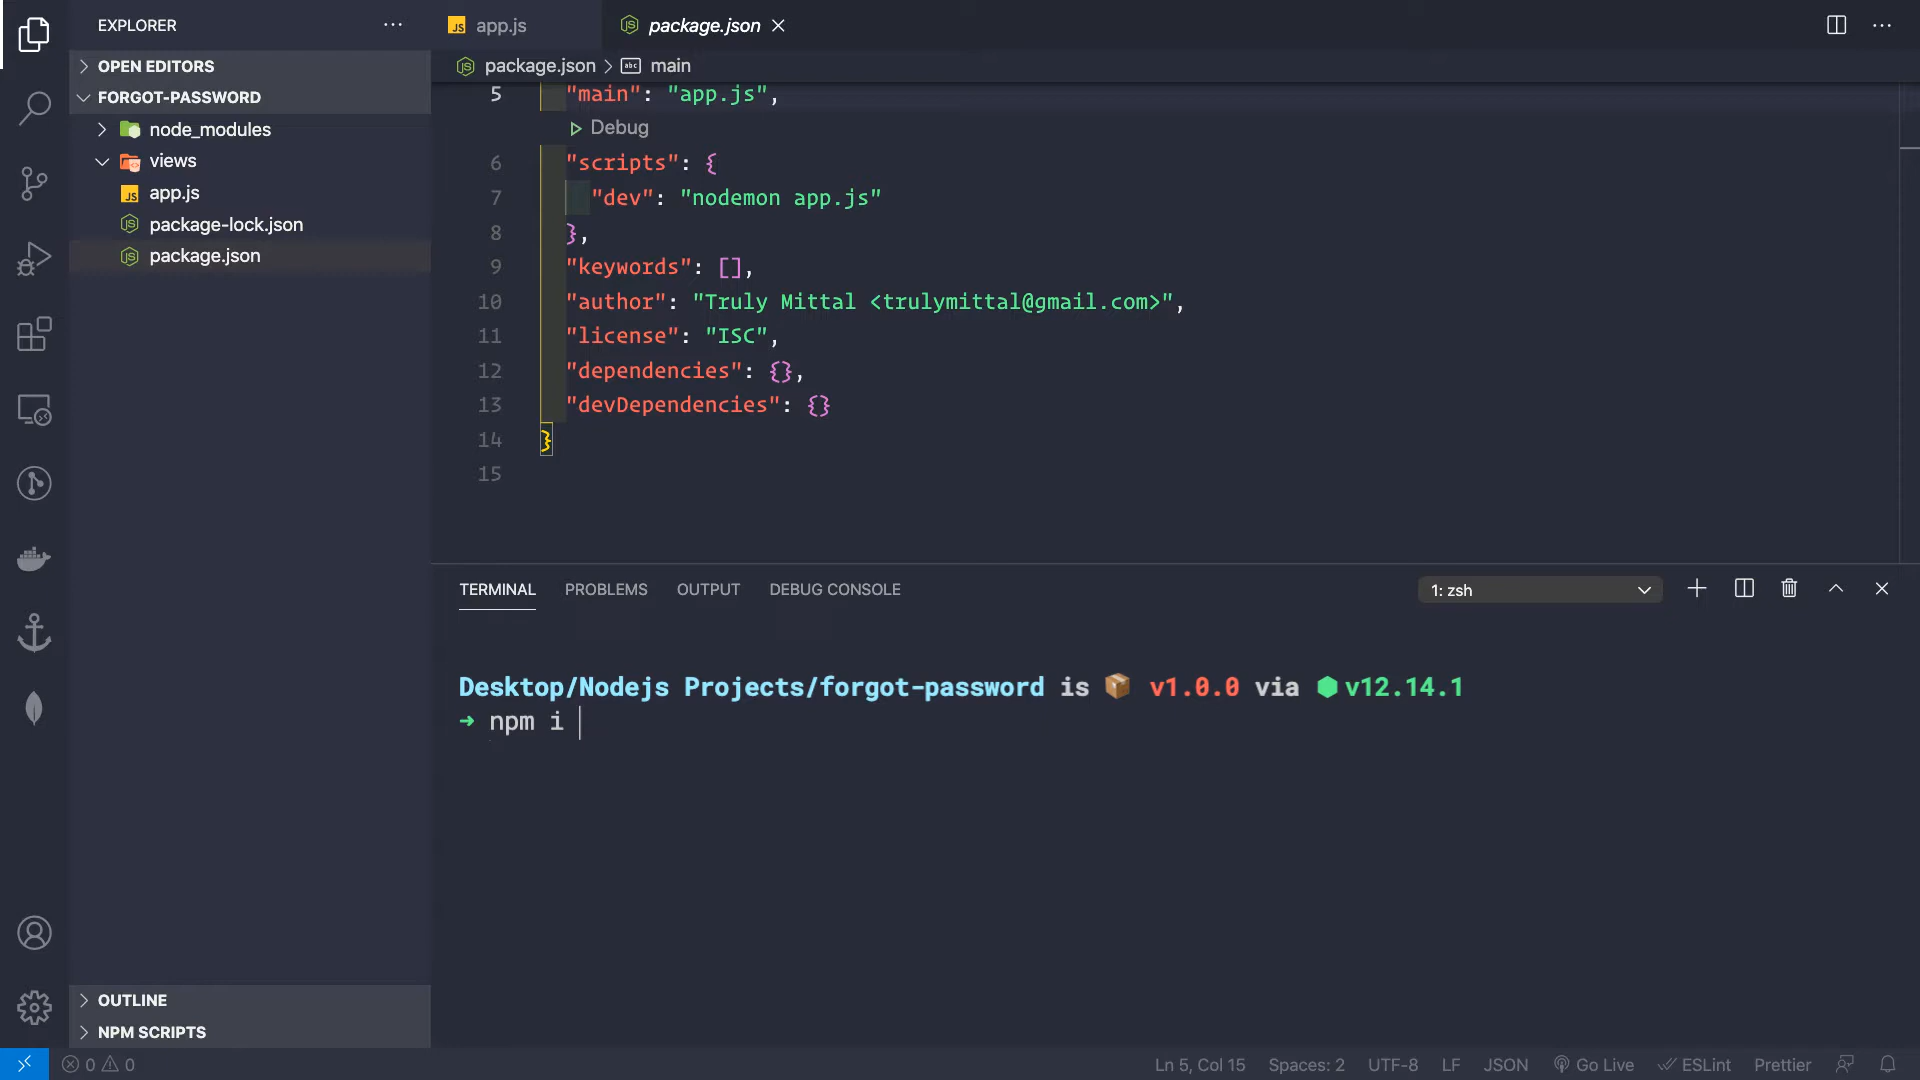 EXPLORER
OPEN EDITORS
FORGOT-PASSWORD
node_modules
views
JS app.js
package-lock.json
package.json
OUTLINE
NPM SCRIPTS
JS app.js
package.json
package.json > abc main
5 "main": "app.js",
Debug
6 "scripts": {
7 "dev": "nodemon app.js"
8 },
9 "keywords": [],
10 "author": "Truly Mittal <trulymittal@gmail.com>",
11 "license": "ISC",
12 "dependencies": {},
13 "devDependencies": {}
14 }
15
TERMINAL PROBLEMS OUTPUT DEBUG CONSOLE 1: zsh
Desktop/Nodejs Projects/forgot-password is 📦 v1.0.0 via ⬢ v12.14.1
➜ npm i
0 0 Ln 5, Col 15 Spaces: 2 UTF-8 LF JSON Go Live ESLint Prettier